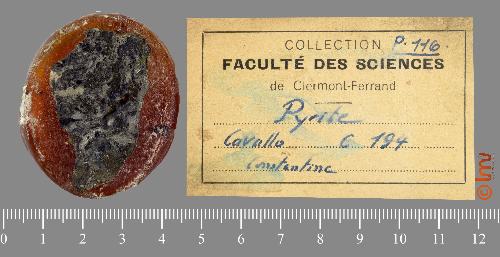 COLLECTION P. 116.
FACULTÉ DES SCIENCES
de Clermont-Ferrand
Pyrite
Cavallo C 194
Constantine
© lmv
0 1 2 3 4 5 6 7 8 9 10 11 12